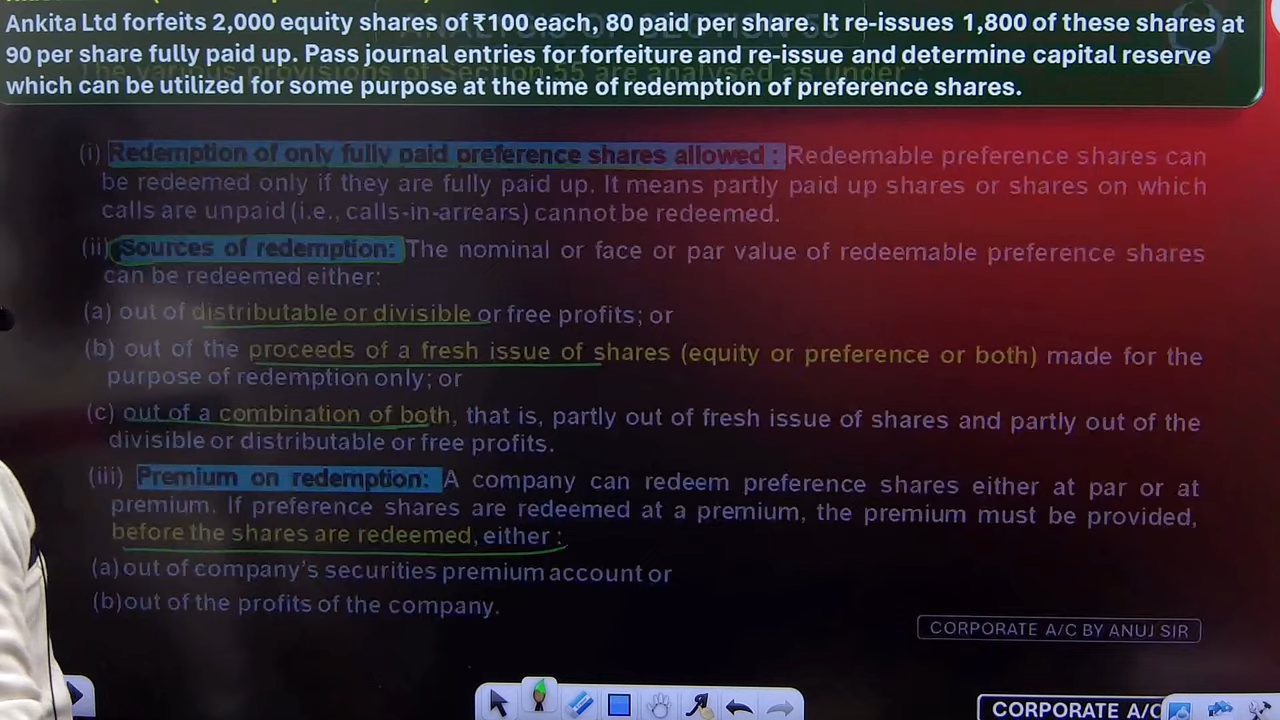 Ankita Ltd forfeits 2,000 equity shares of ₹100 each, 80 paid per share. It re-issues 1,800 of these shares at
90 per share fully paid up. Pass journal entries for forfeiture and re-issue and determine capital reserve
The various provisions of Section 55 are analysed as under :
which can be utilized for some purpose at the time of redemption of preference shares.
(i) Redemption of only fully paid preference shares allowed : Redeemable preference shares can
be redeemed only if they are fully paid up. It means partly paid up shares or shares on which
calls are unpaid (i.e., calls-in-arrears) cannot be redeemed.
(ii) Sources of redemption: The nominal or face or par value of redeemable preference shares
can be redeemed either:
(a) out of distributable or divisible or free profits; or
(b) out of the proceeds of a fresh issue of shares (equity or preference or both) made for the
purpose of redemption only; or
(c) out of a combination of both, that is, partly out of fresh issue of shares and partly out of the
divisible or distributable or free profits.
(iii) Premium on redemption: A company can redeem preference shares either at par or at
premium. If preference shares are redeemed at a premium, the premium must be provided,
before the shares are redeemed, either :
(a) out of company's securities premium account or
(b) out of the profits of the company.
CORPORATE A/C BY ANUJ SIR
CORPORATE A/C